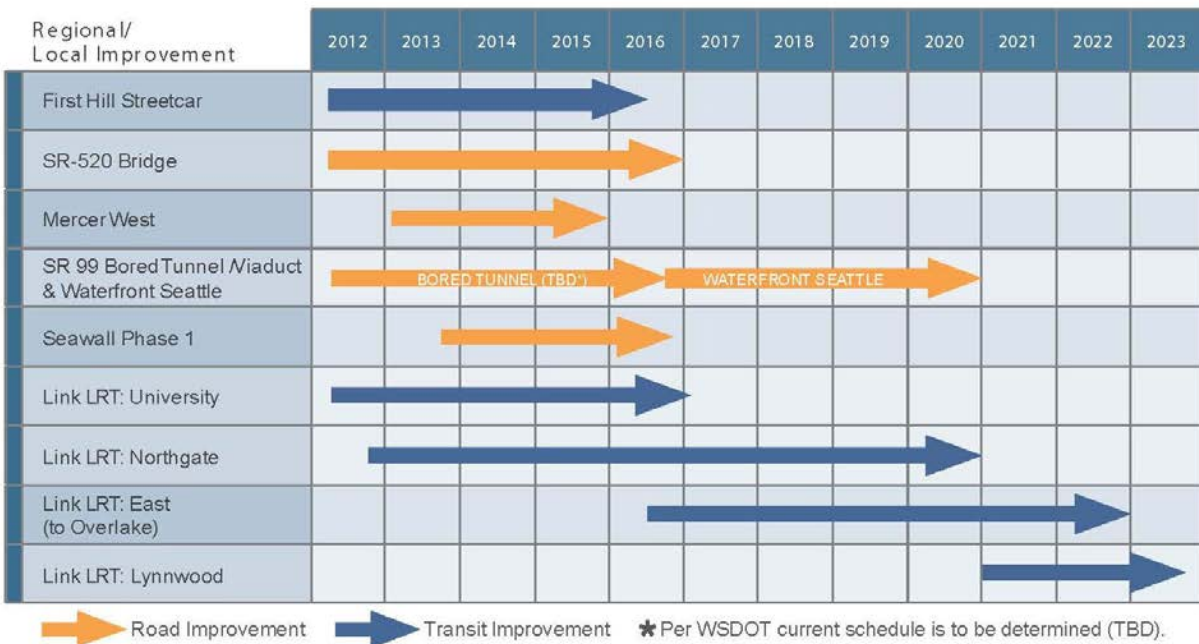 Regional/
Local Improvement
2012 2013 2014 2015 2016 2017 2018 2019 2020 2021 2022 2023
First Hill Streetcar
SR-520 Bridge
Mercer West
SR 99 Bored Tunnel /Viaduct
& Waterfront Seattle
BORED TUNNEL (TBD*) WATERFRONT SEATTLE
Seawall Phase 1
Link LRT: University
Link LRT: Northgate
Link LRT: East
(to Overlake)
Link LRT: Lynnwood
Road Improvement Transit Improvement * Per WSDOT current schedule is to be determined (TBD).